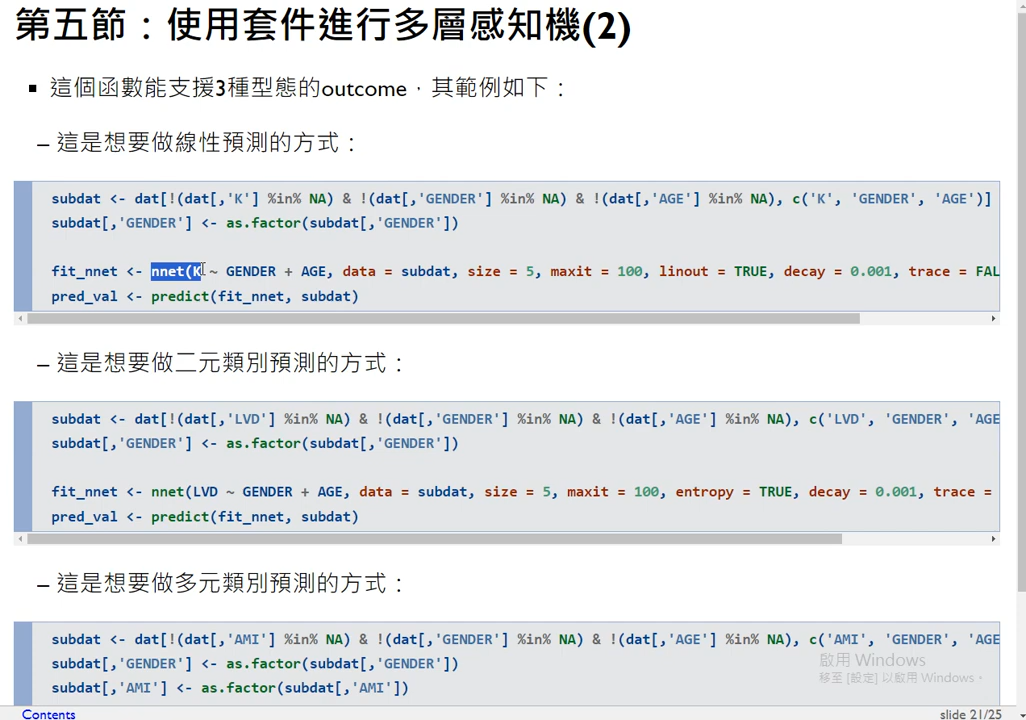 第五節：使用套件進行多層感知機(2)
這個函數能支援3種型態的outcome，其範例如下：
– 這是想要做線性預測的方式：
subdat <- dat[!(dat[,'K'] %in% NA) & !(dat[,'GENDER'] %in% NA) & !(dat[,'AGE'] %in% NA), c('K', 'GENDER', 'AGE')]
subdat[,'GENDER'] <- as.factor(subdat[,'GENDER'])
fit_nnet <- nnet(K ~ GENDER + AGE, data = subdat, size = 5, maxit = 100, linout = TRUE, decay = 0.001, trace = FAL
pred_val <- predict(fit_nnet, subdat)
– 這是想要做二元類別預測的方式：
subdat <- dat[!(dat[,'LVD'] %in% NA) & !(dat[,'GENDER'] %in% NA) & !(dat[,'AGE'] %in% NA), c('LVD', 'GENDER', 'AGE
subdat[,'GENDER'] <- as.factor(subdat[,'GENDER'])
fit_nnet <- nnet(LVD ~ GENDER + AGE, data = subdat, size = 5, maxit = 100, entropy = TRUE, decay = 0.001, trace =
pred_val <- predict(fit_nnet, subdat)
– 這是想要做多元類別預測的方式：
subdat <- dat[!(dat[,'AMI'] %in% NA) & !(dat[,'GENDER'] %in% NA) & !(dat[,'AGE'] %in% NA), c('AMI', 'GENDER', 'AGE
subdat[,'GENDER'] <- as.factor(subdat[,'GENDER'])
subdat[,'AMI'] <- as.factor(subdat[,'AMI'])
啟用 Windows
移至 [設定] 以啟用 Windows。
Contents
slide 21/25